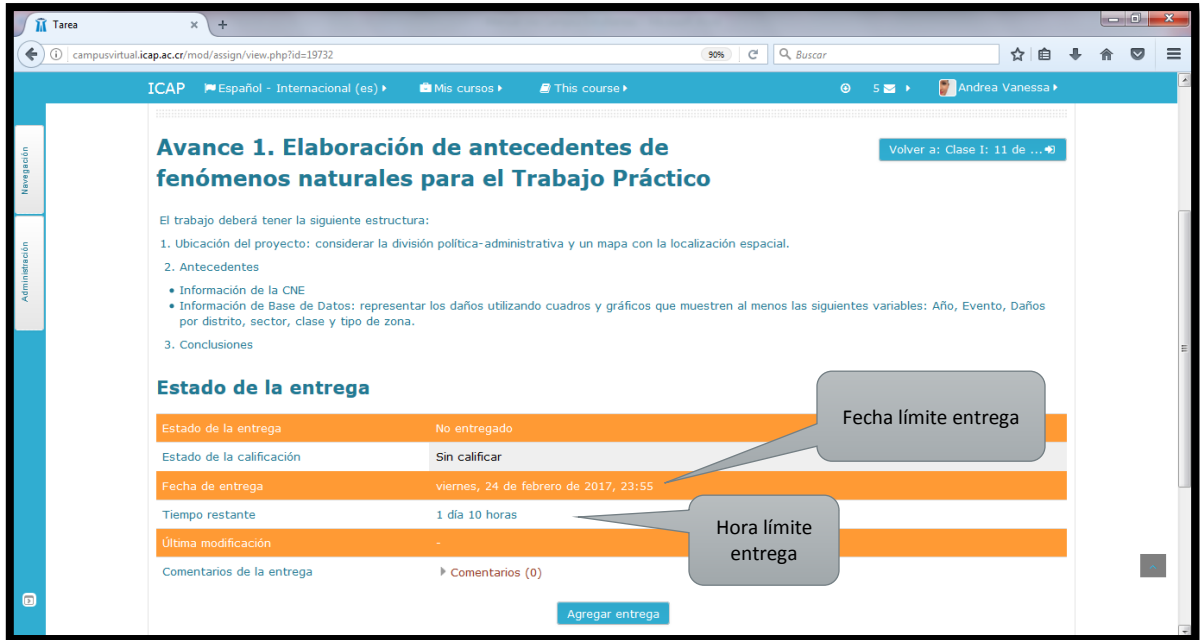 Tarea
campusvirtual.icap.ac.cr/mod/assign/view.php?id=19732
90%
Buscar
ICAP
Español - Internacional (es)
Mis cursos
This course
5
Andrea Vanessa
Navegación
Administración
Avance 1. Elaboración de antecedentes de
fenómenos naturales para el Trabajo Práctico
Volver a: Clase I: 11 de ...
El trabajo deberá tener la siguiente estructura:
1. Ubicación del proyecto: considerar la división política-administrativa y un mapa con la localización espacial.
2. Antecedentes
• Información de la CNE
• Información de Base de Datos: representar los daños utilizando cuadros y gráficos que muestren al menos las siguientes variables: Año, Evento, Daños
por distrito, sector, clase y tipo de zona.
3. Conclusiones
Estado de la entrega
Fecha límite entrega
Estado de la entrega No entregado
Estado de la calificación Sin calificar
Fecha de entrega viernes, 24 de febrero de 2017, 23:55
Tiempo restante 1 día 10 horas
Hora límite
entrega
Última modificación -
Comentarios de la entrega Comentarios (0)
Agregar entrega